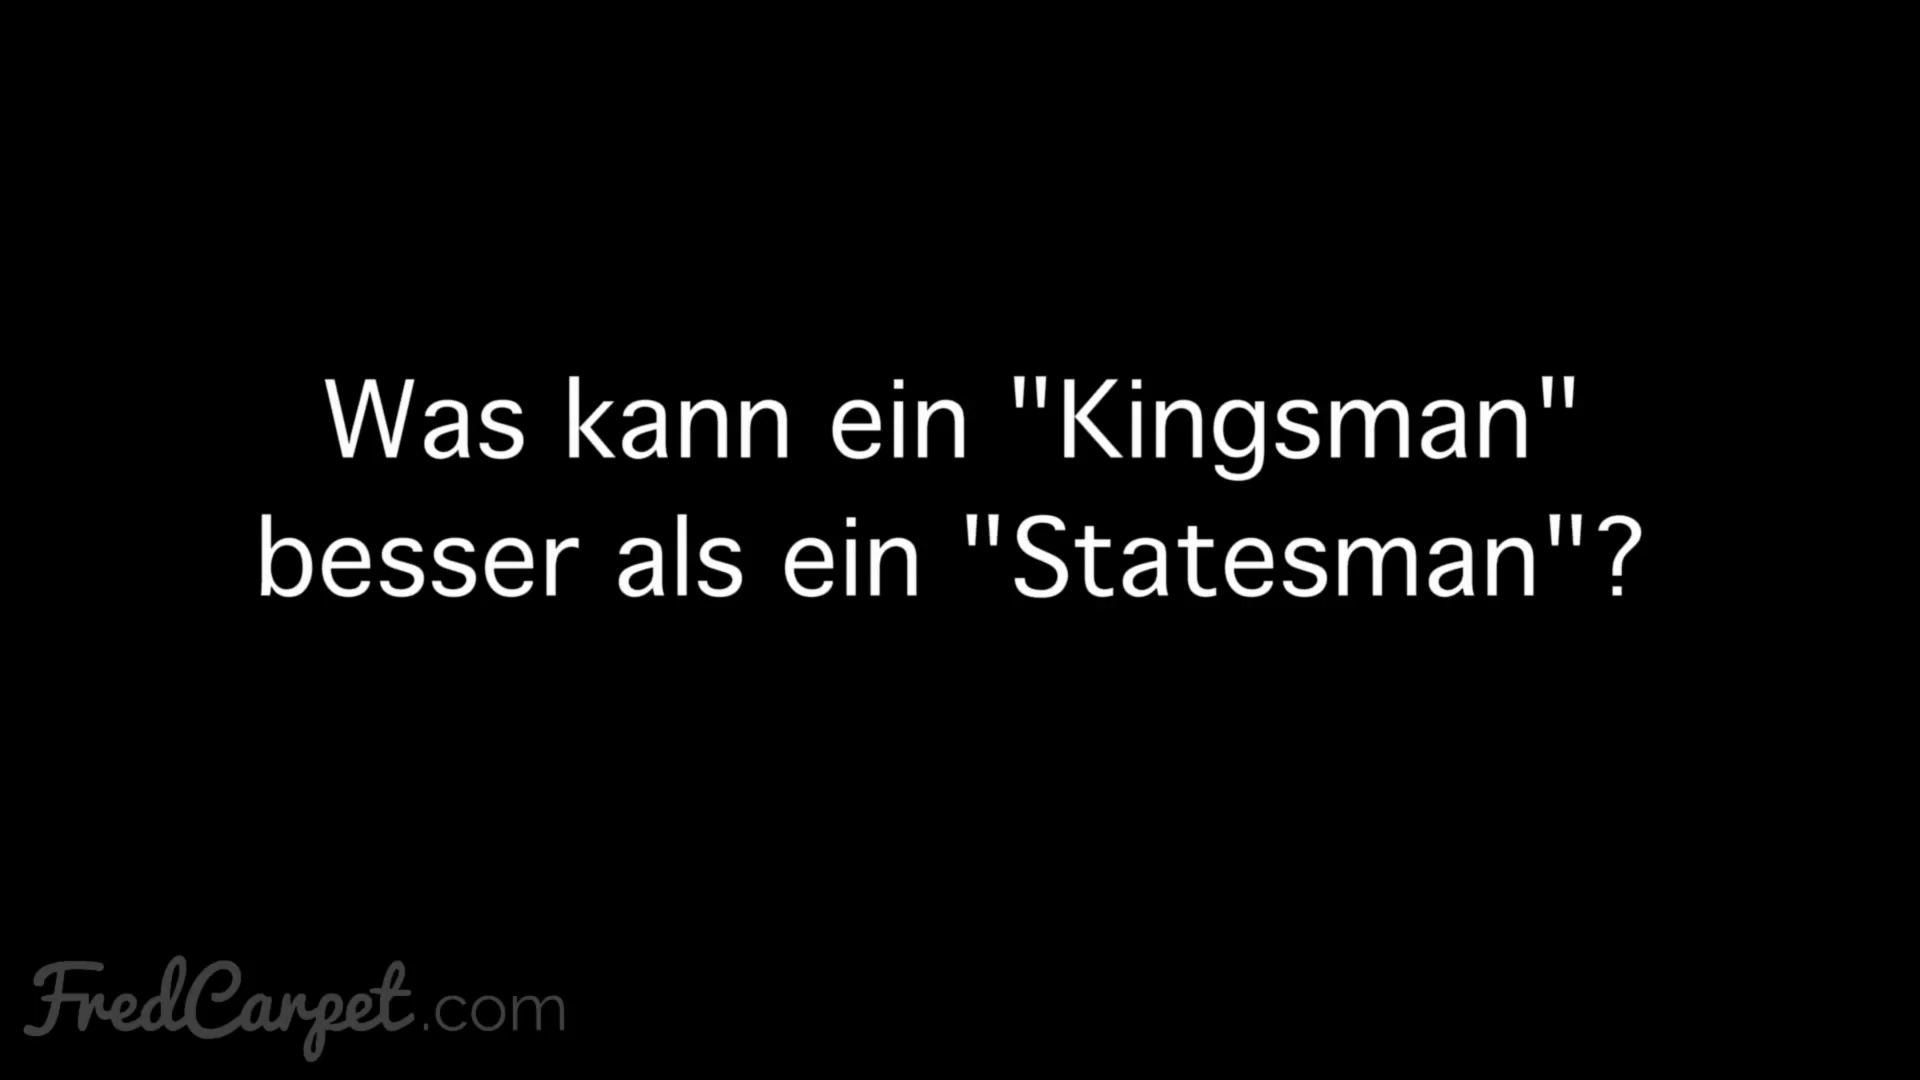 Was kann ein "Kingsman"
besser als ein "Statesman"?
FredCarpet.com